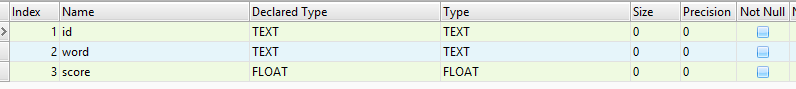 Index Name Declared Type Type Size Precision Not Null
1 id TEXT TEXT 0 0
2 word TEXT TEXT 0 0
3 score FLOAT FLOAT 0 0